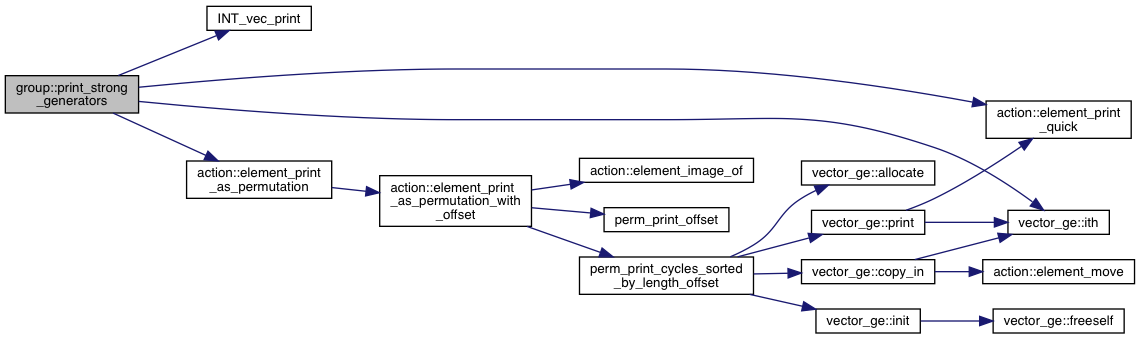 INT_vec_print
group::print_strong
_generators
action::element_print
_quick
action::element_print
_as_permutation
action::element_print
_as_permutation_with
_offset
action::element_image_of
perm_print_offset
perm_print_cycles_sorted
_by_length_offset
vector_ge::allocate
vector_ge::print
vector_ge::ith
vector_ge::copy_in
action::element_move
vector_ge::init
vector_ge::freeself